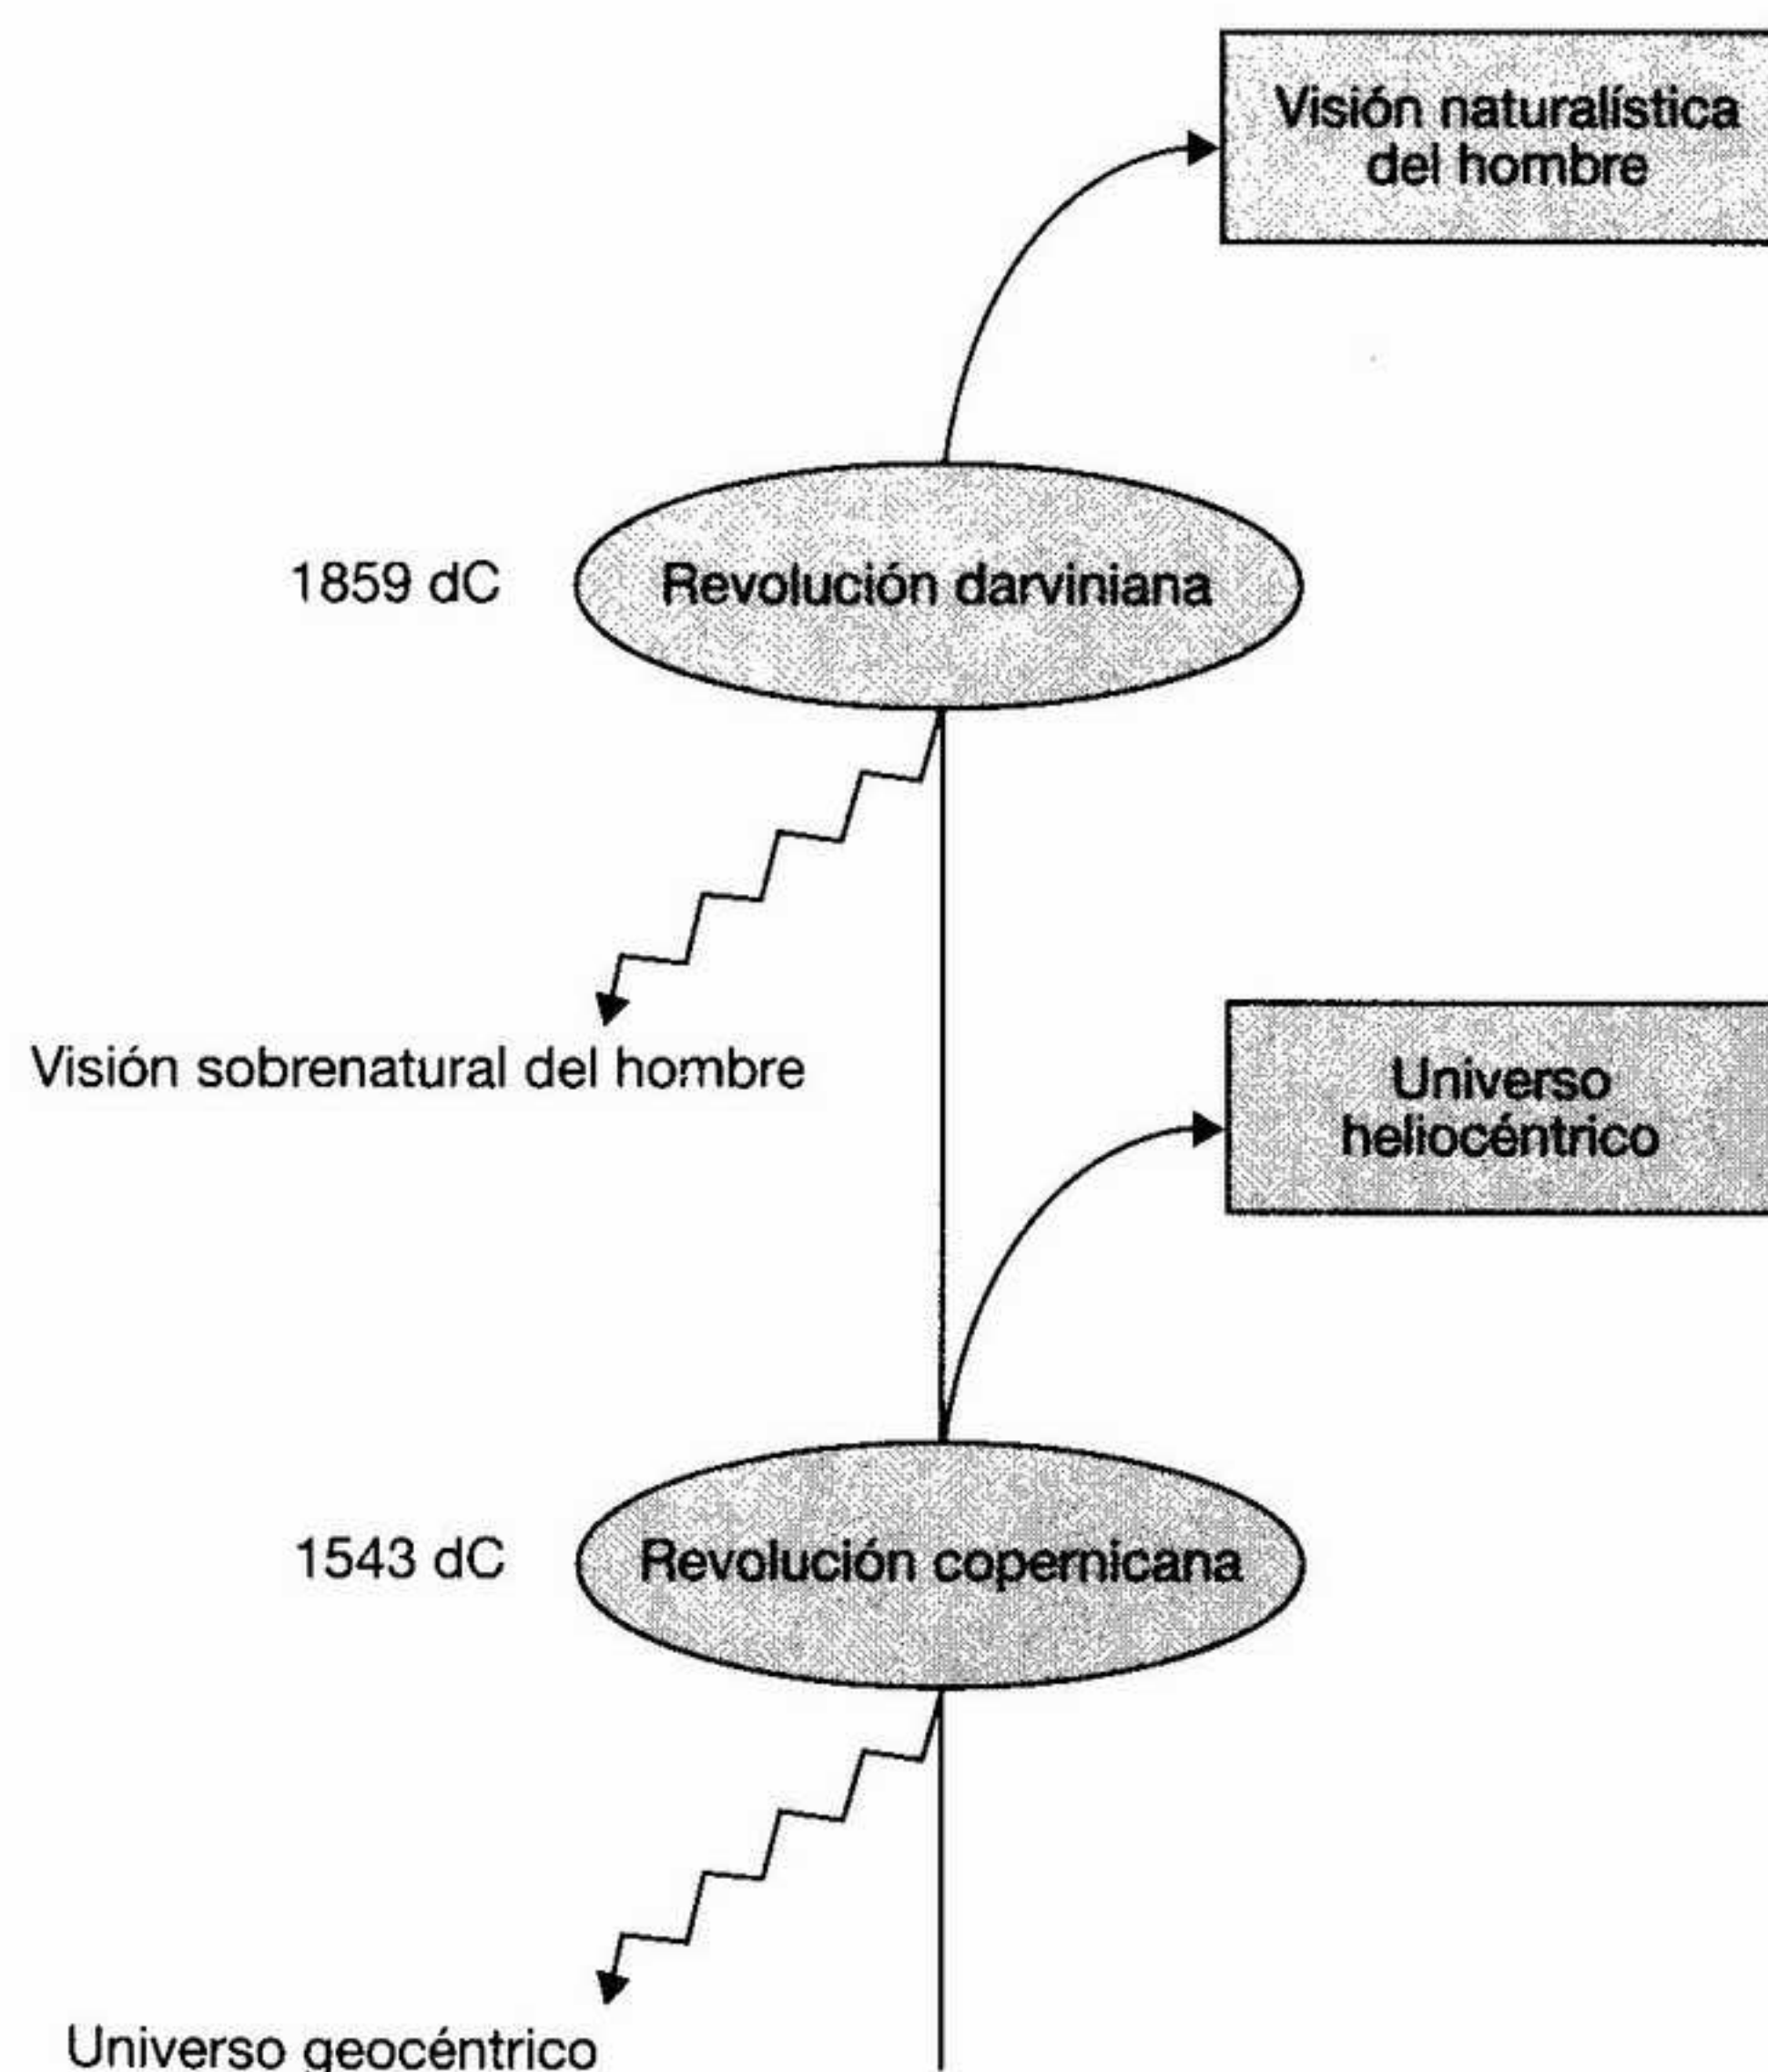 Visión naturalística
del hombre
1859 dC
Revolución darviniana
Visión sobrenatural del hombre
Universo
heliocéntrico
1543 dC
Revolución copernicana
Universo geocéntrico